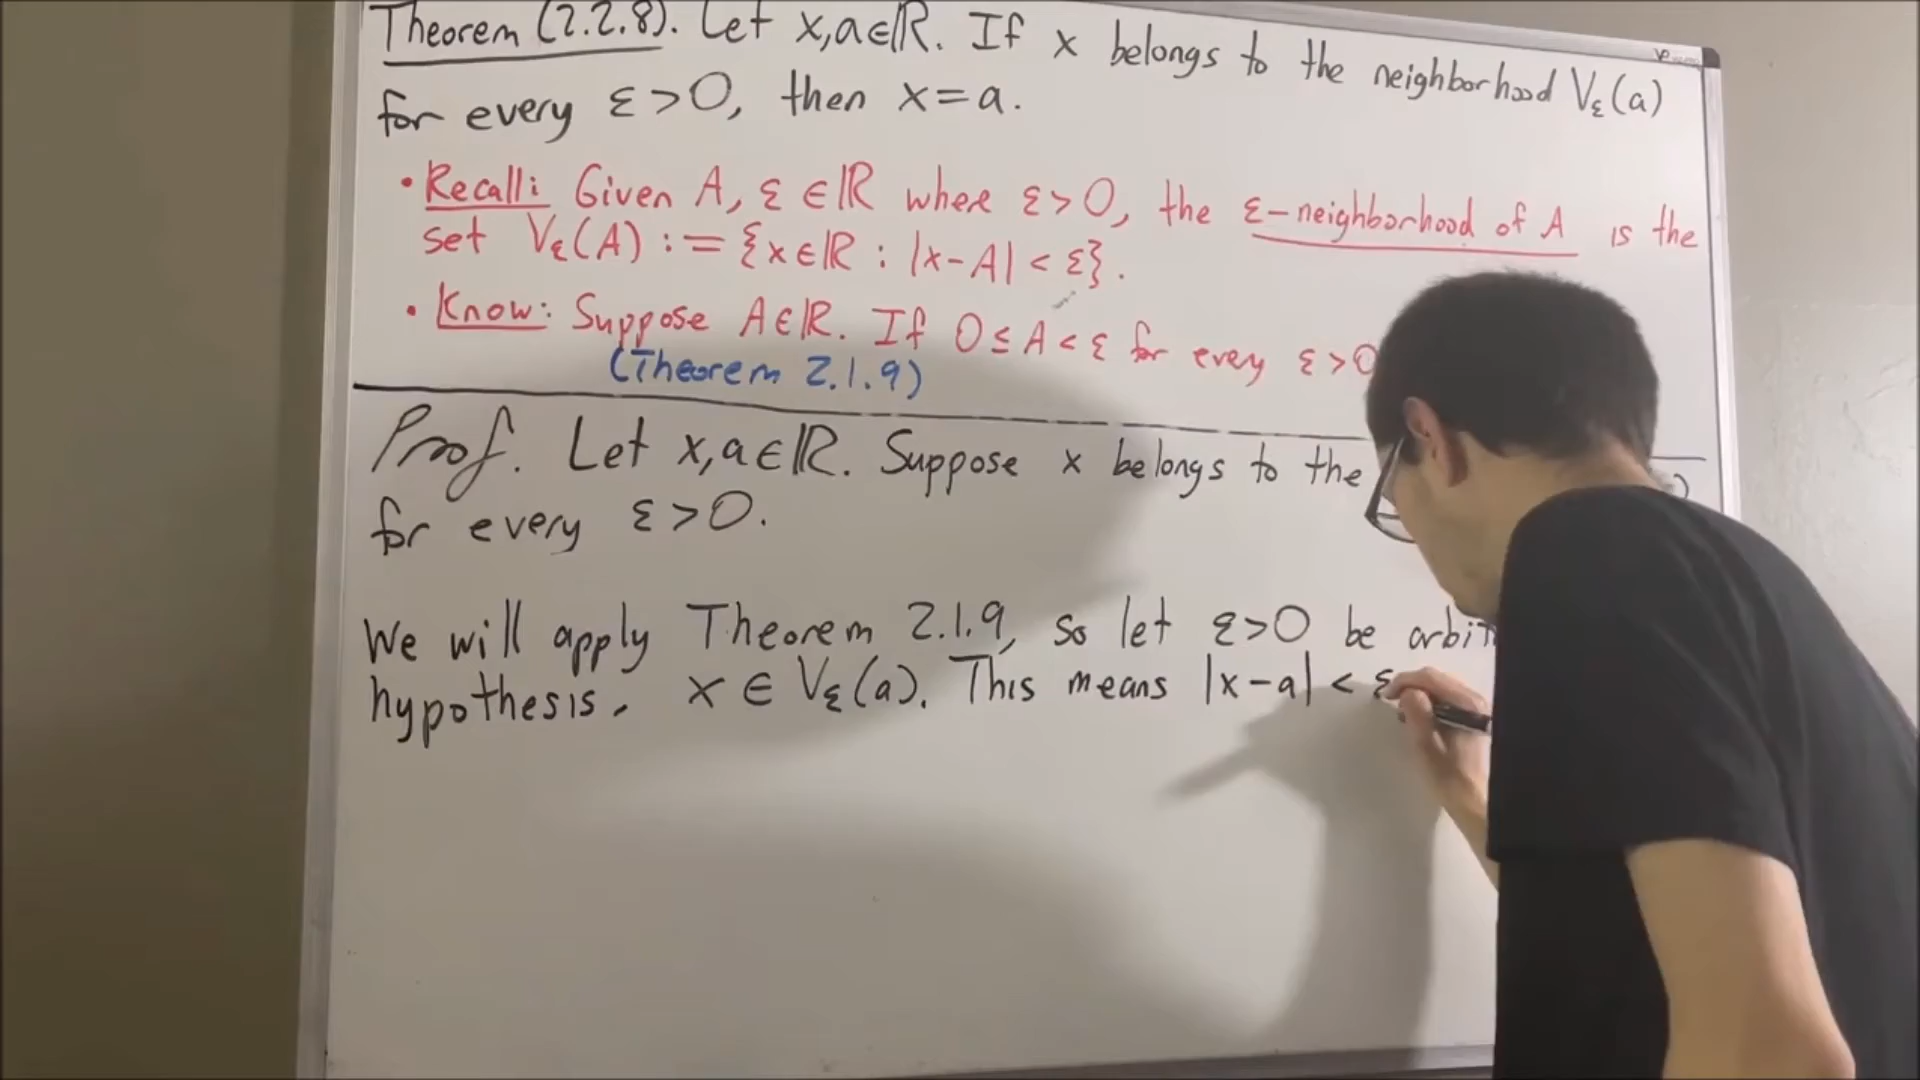 Theorem (2.2.8). Let x,a∈ℝ. If x belongs to the neighborhood Vε(a)
for every ε>0, then x=a.
• Recall: Given A, ε ∈ℝ where ε>0, the ε-neighborhood of A is the
set Vε(A) := {x∈ℝ : |x-A| < ε}.
• Know: Suppose A∈ℝ. If 0≤A<ε for every ε>0
(Theorem 2.1.9)
Proof. Let x,a∈ℝ. Suppose x belongs to the
for every ε>0.
We will apply Theorem 2.1.9, so let ε>0 be
hypothesis, x ∈ Vε(a). This means |x-a| < ε